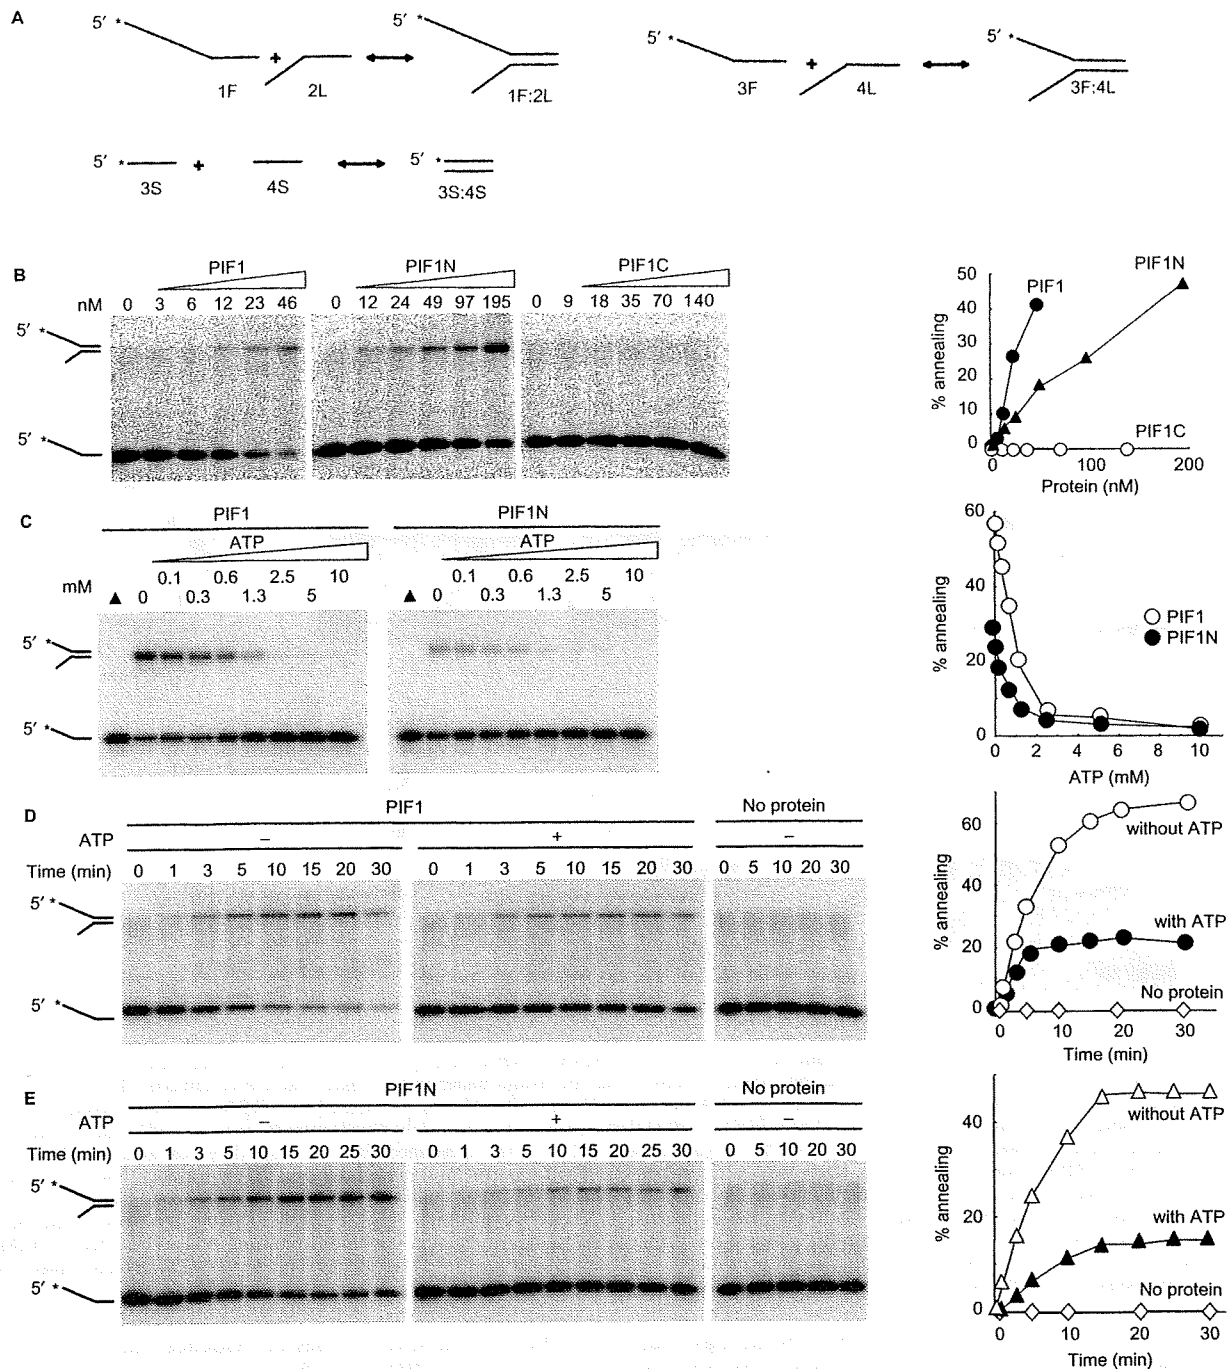 A
5′ *
5′ *
5′ *
5′ *
+
+
1F
2L
1F:2L
3F
4L
3F:4L
5′ *
+
5′ *
3S
4S
3S:4S
B
PIF1
PIF1N
PIF1C
nM
0 3 6 12 23 46
0 12 24 49 97 195
0 9 18 35 70 140
5′ *
5′ *
% annealing
50
40
30
20
10
0
PIF1
PIF1N
PIF1C
0 100 200
Protein (nM)
C
PIF1
PIF1N
ATP
ATP
0.1 0.6 2.5 10
0.1 0.6 2.5 10
mM
▲ 0 0.3 1.3 5
▲ 0 0.3 1.3 5
5′ *
5′ *
% annealing
60
40
20
0
PIF1
PIF1N
0 2 4 6 8 10
ATP (mM)
D
PIF1
No protein
ATP
–
+
–
Time (min)
0 1 3 5 10 15 20 30
0 1 3 5 10 15 20 30
0 5 10 20 30
5′ *
5′ *
% annealing
60
40
20
0
without ATP
with ATP
No protein
0 10 20 30
Time (min)
E
PIF1N
No protein
ATP
–
+
–
Time (min)
0 1 3 5 10 15 20 25 30
0 1 3 5 10 15 20 25 30
0 5 10 20 30
5′ *
5′ *
% annealing
40
20
0
without ATP
with ATP
No protein
0 10 20 30
Time (min)